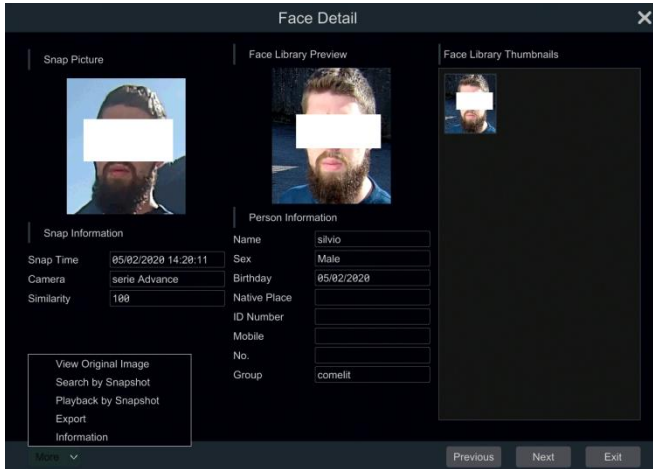 Face Detail
Snap Picture
Face Library Preview
Face Library Thumbnails
Snap Information
Snap Time 05/02/2020 14:20:11
Camera serie Advance
Similarity 100
Person Information
Name silvio
Sex Male
Birthday 05/02/2020
Native Place
ID Number
Mobile
No.
Group comelit
View Original Image
Search by Snapshot
Playback by Snapshot
Export
Information
More
Previous Next Exit